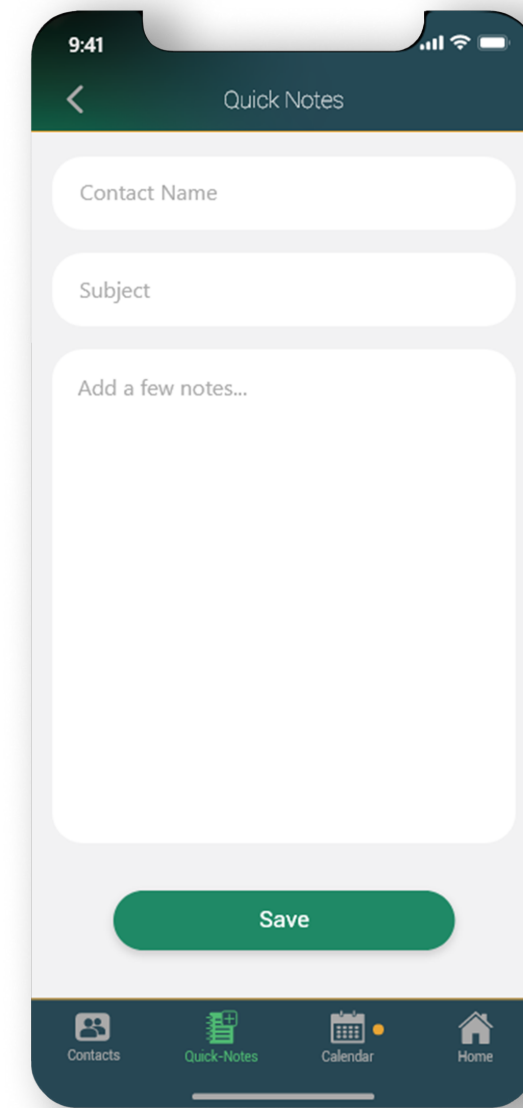 9:41
Quick Notes
Contact Name
Subject
Add a few notes...
Save
Contacts
Quick-Notes
Calendar
Home